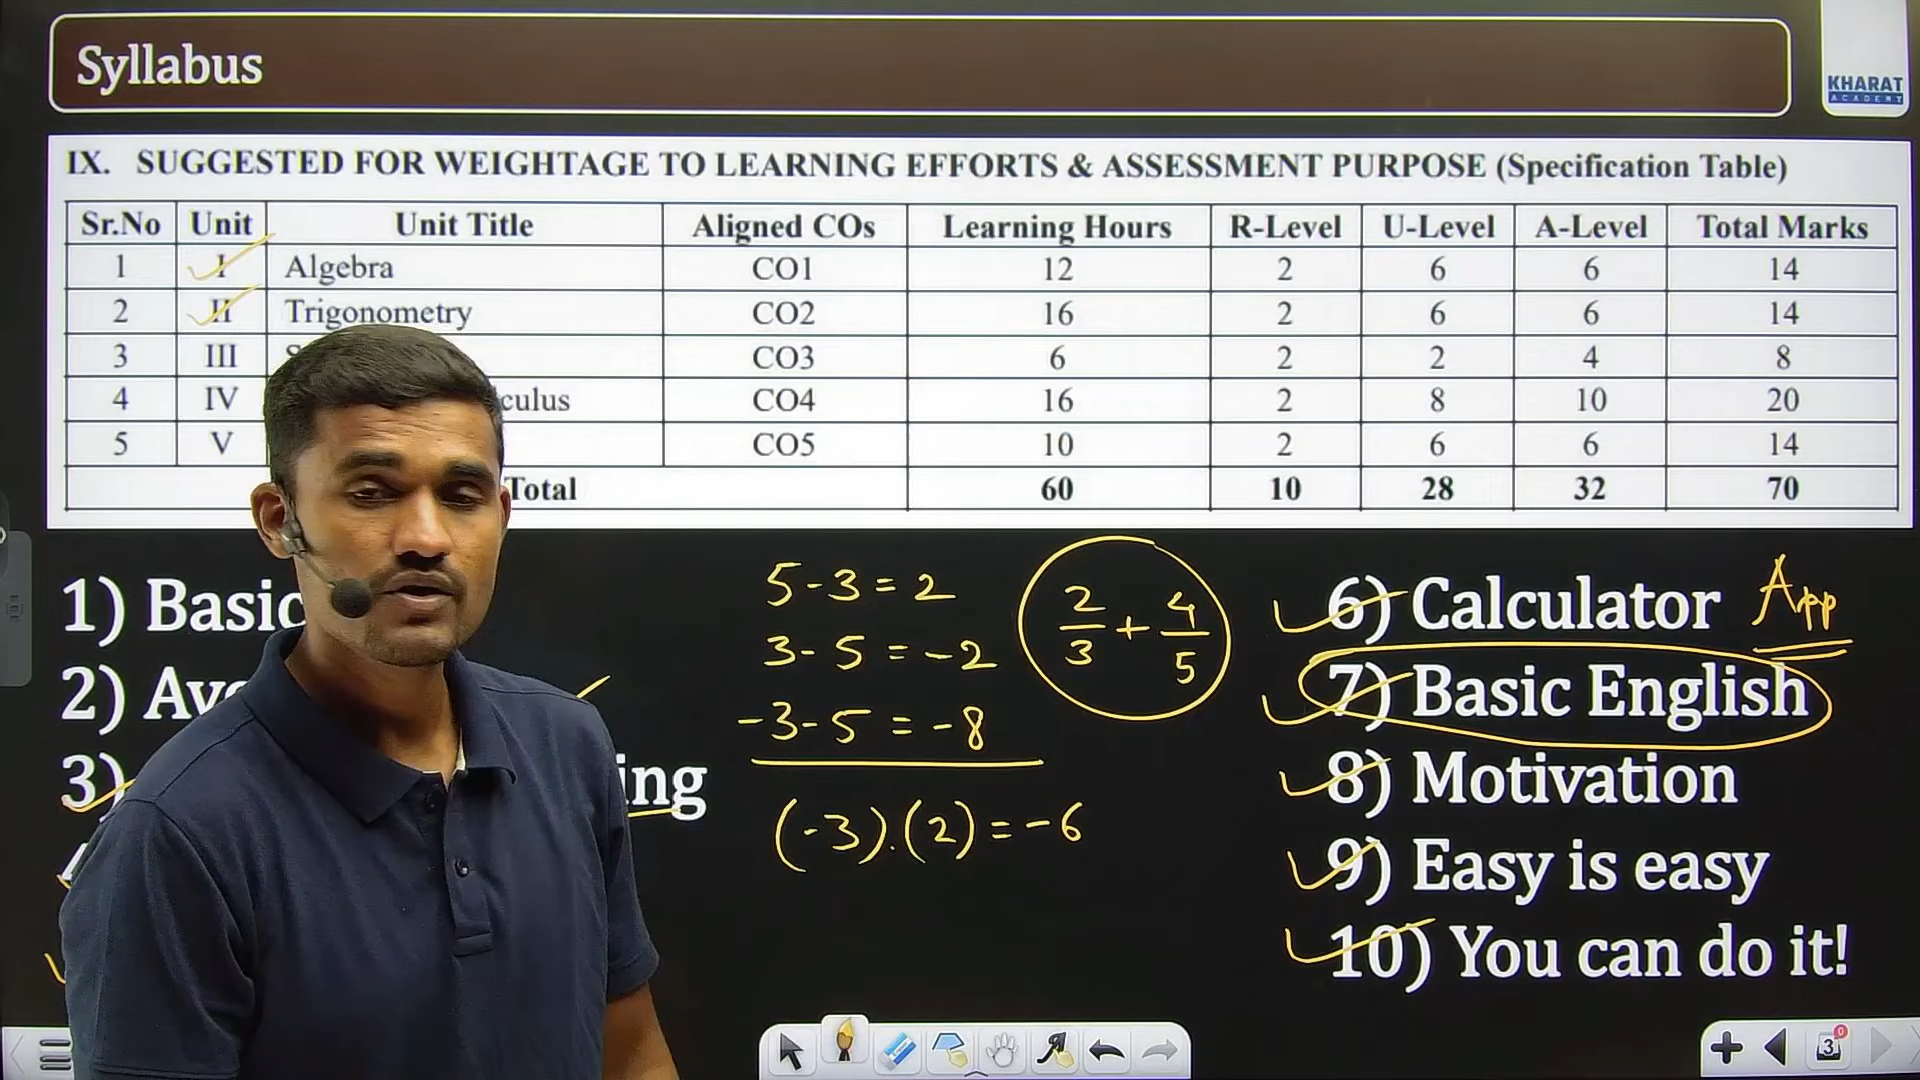 Syllabus
KHARAT
ACADEMY
IX. SUGGESTED FOR WEIGHTAGE TO LEARNING EFFORTS & ASSESSMENT PURPOSE (Specification Table)
Sr.No Unit Unit Title Aligned COs Learning Hours R-Level U-Level A-Level Total Marks
1 I Algebra CO1 12 2 6 6 14
2 II Trigonometry CO2 16 2 6 6 14
3 III S CO3 6 2 2 4 8
4 IV culus CO4 16 2 8 10 20
5 V CO5 10 2 6 6 14
Total 60 10 28 32 70
1) Basic
2) Av
3) ing
5-3=2
3-5=-2
-3-5=-8
(-3).(2)=-6
2/3 + 4/5
6) Calculator App
7) Basic English
8) Motivation
9) Easy is easy
10) You can do it!
3
0